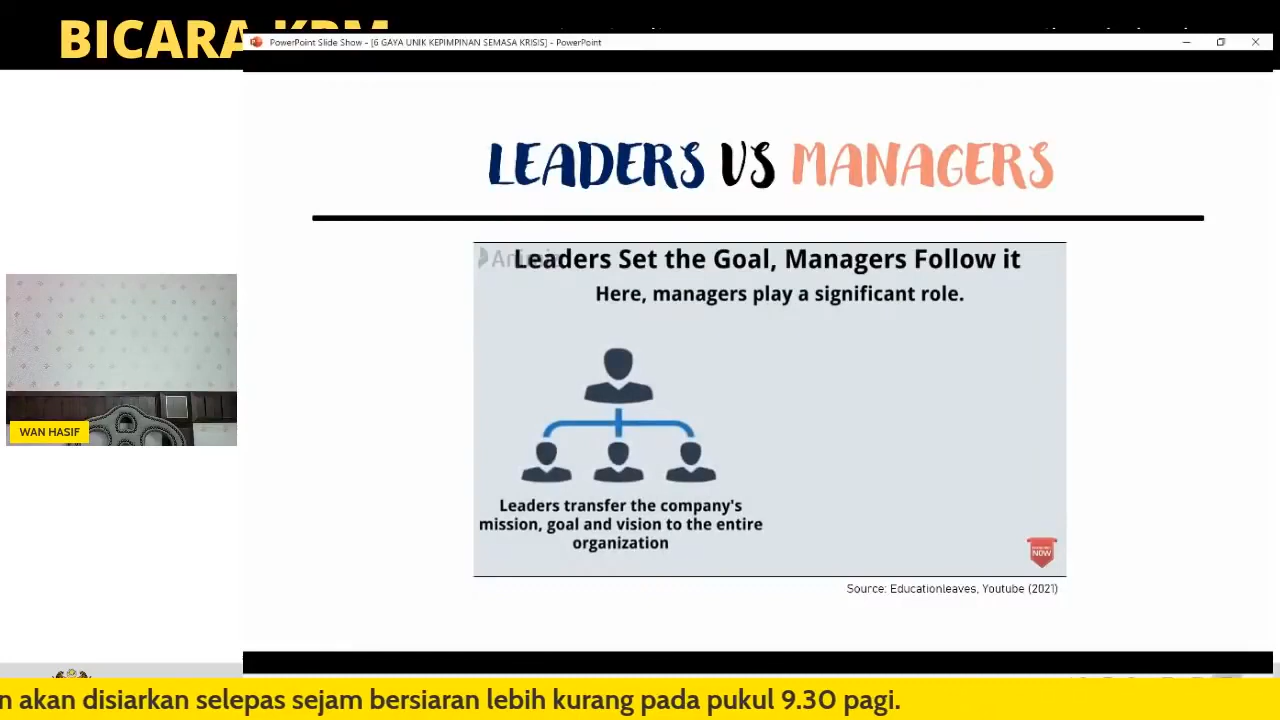 BICARA
PowerPoint Slide Show - [6 GAYA UNIK KEPIMPINAN SEMASA KRISIS] - PowerPoint
LEADERS VS MANAGERS
Leaders Set the Goal, Managers Follow it
Here, managers play a significant role.
Leaders transfer the company's
mission, goal and vision to the entire
organization
NOW
Source: Educationleaves, Youtube (2021)
WAN HASIF
n akan disiarkan selepas sejam bersiaran lebih kurang pada pukul 9.30 pagi.